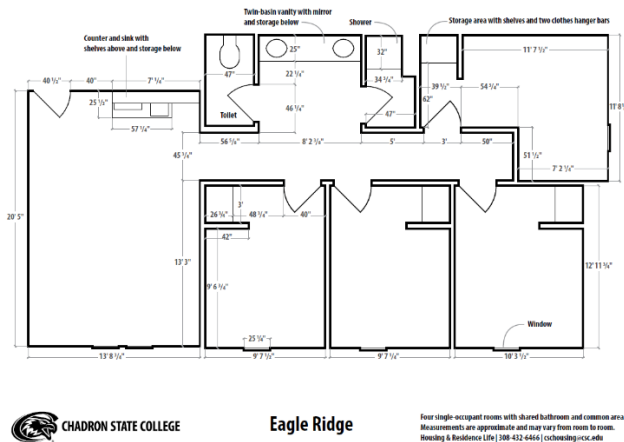 Twin-basin vanity with mirror
and storage below
Shower
Storage area with shelves and two clothes hanger bars
Counter and sink with
shelves above and storage below
25"
32"
11' 7 ½"
40 ½"
40"
7' ¼"
47"
22 ¼"
34 ¼"
39 ½"
54 ¾"
25 ½"
57 ¼"
Toilet
46 ¾"
47"
62"
11' 8
45 ¾"
56 ¼"
8' 2 ¾"
5'
3'
50"
51 ½"
7' 2 ¼"
20' 5"
26 ¾"
3'
48 ¼"
40"
42"
13' 3"
9' 6 ¼"
12' 11 ¾"
Window
25 ¼"
13' 8 ¼"
9' 7 ½"
9' 7 ½"
10' 3 ½"
CHADRON STATE COLLEGE
Eagle Ridge
Four single-occupant rooms with shared bathroom and common area
Measurements are approximate and may vary from room to room.
Housing & Residence Life | 308-432-6466 | cschousing@csc.edu